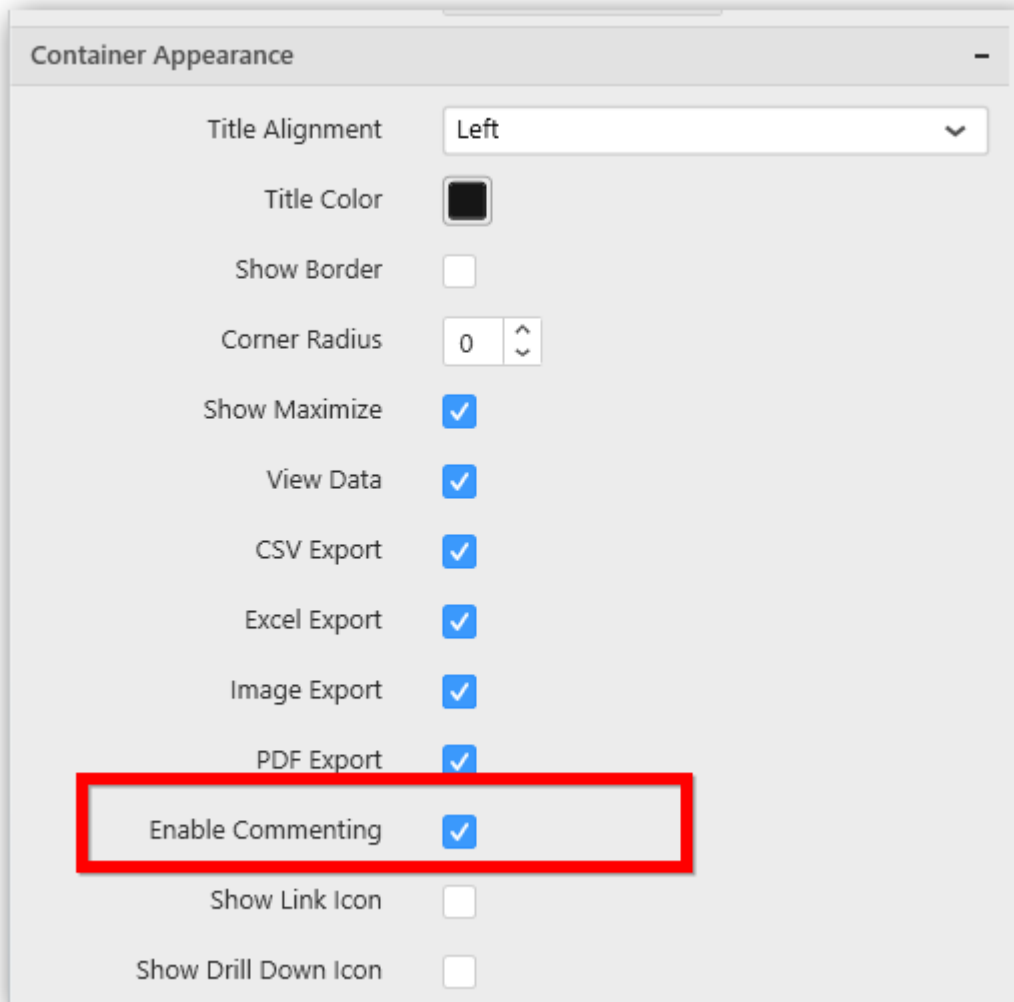 Container Appearance
Title Alignment Left
Title Color
Show Border
Corner Radius 0
Show Maximize
View Data
CSV Export
Excel Export
Image Export
PDF Export
Enable Commenting
Show Link Icon
Show Drill Down Icon